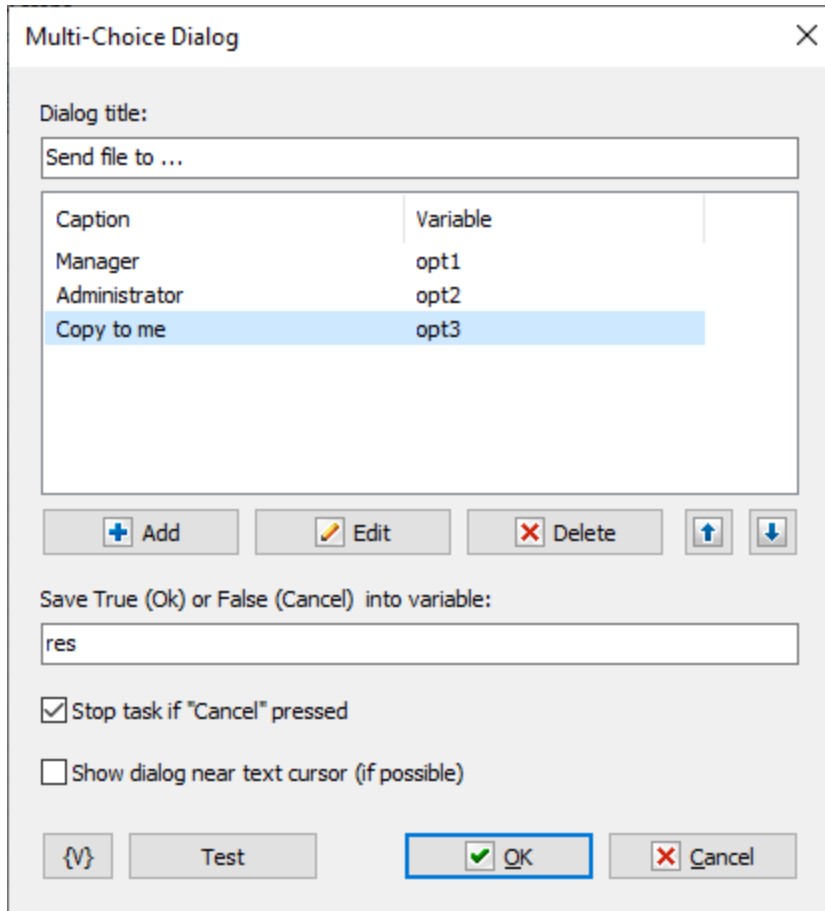 Multi-Choice Dialog
Dialog title:
Send file to ...
Caption Variable
Manager opt1
Administrator opt2
Copy to me opt3
Add Edit Delete
Save True (Ok) or False (Cancel)  into variable:
res
Stop task if "Cancel" pressed
Show dialog near text cursor (if possible)
{V} Test OK Cancel